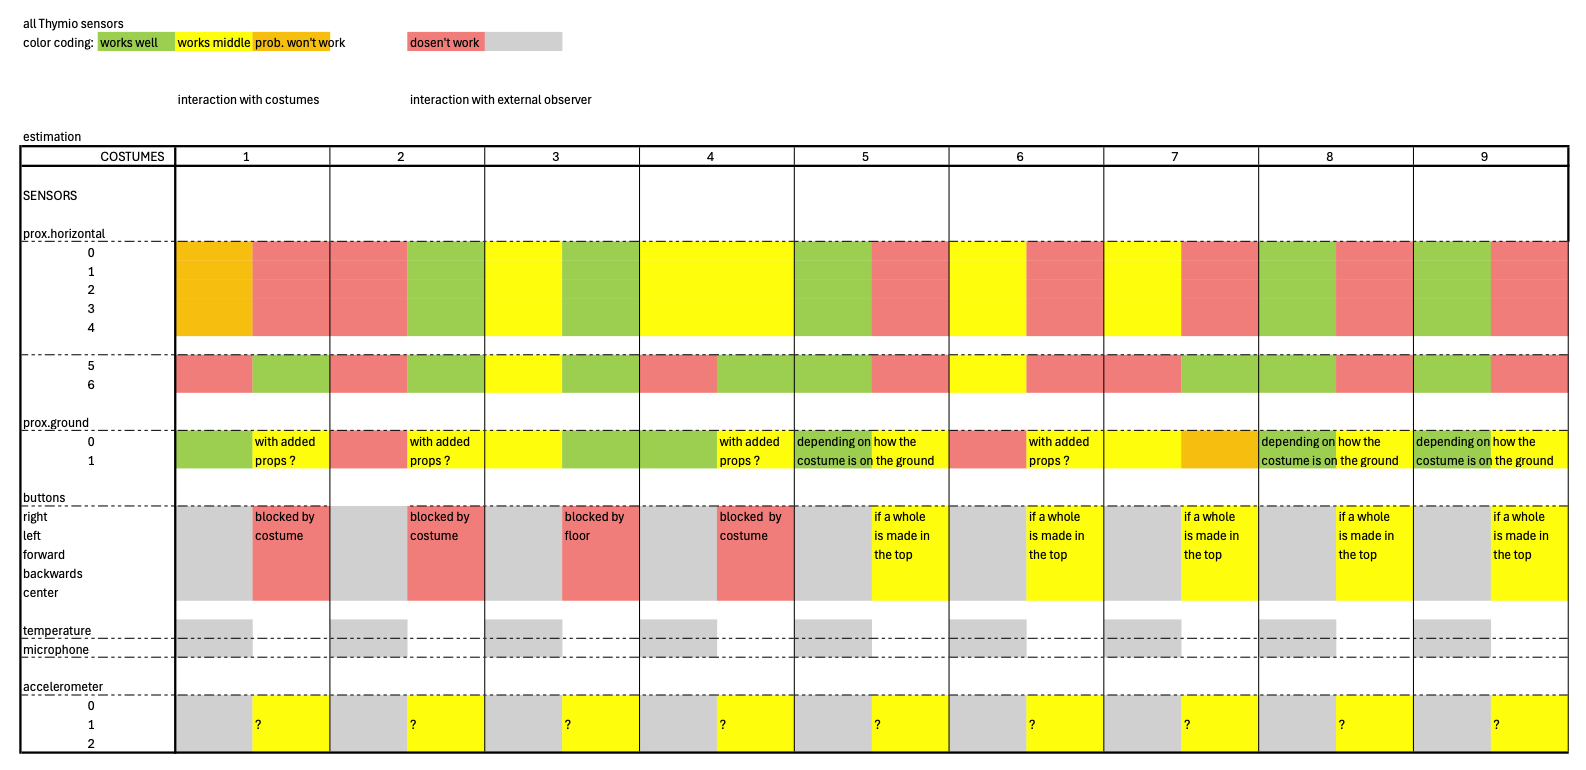 all Thymio sensors
color coding: works well works middle prob. won't work dosen't work
interaction with costumes interaction with external observer
estimation
COSTUMES 1 2 3 4 5 6 7 8 9
SENSORS
prox.horizontal
0
1
2
3
4
5
6
prox.ground
0 with added with added with added depending on how the with added depending on how the depending on how the
1 props ? props ? props ? costume is on the ground props ? costume is on the ground costume is on the ground
buttons
right blocked by blocked by blocked by blocked by if a whole if a whole if a whole if a whole if a whole
left costume costume floor costume is made in is made in is made in is made in is made in
forward the top the top the top the top the top
backwards
center
temperature
microphone
accelerometer
0
1 ? ? ? ? ? ? ? ? ?
2